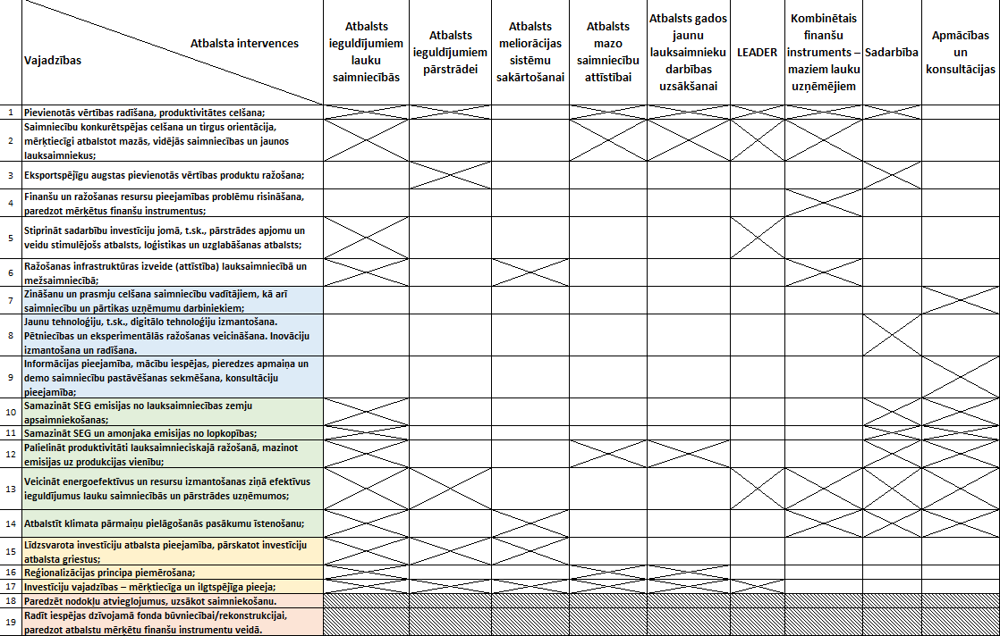 Atbalsta intervences
Vajadzības
Atbalsts
ieguldījumiem
lauku
saimniecībās
Atbalsts
ieguldījumiem
pārstrādei
Atbalsts
meliorācijas
sistēmu
sakārtošanai
Atbalsts
mazo
saimniecību
attīstībai
Atbalsts gados
jaunu
lauksaimnieku
darbības
uzsākšanai
LEADER
Kombinētais
finanšu
instruments –
maziem lauku
uzņēmējiem
Sadarbība
Apmācības
un
konsultācijas
1 Pievienotās vērtības radīšana, produktivitātes celšana;
2 Saimniecību konkurētspējas celšana un tirgus orientācija,
mērķtiecīgi atbalstot mazās, vidējās saimniecības un jaunos
lauksaimniekus;
3 Eksportspējīgu augstas pievienotās vērtības produktu ražošana;
4 Finanšu un ražošanas resursu pieejamības problēmu risināšana,
paredzot mērķētus finanšu instrumentus;
5 Stiprināt sadarbību investīciju jomā, t.sk., pārstrādes apjomu un
veidu stimulējošs atbalsts, loģistikas un uzglabāšanas atbalsts;
6 Ražošanas infrastruktūras izveide (attīstība) lauksaimniecībā un
mežsaimniecībā;
7 Zināšanu un prasmju celšana saimniecību vadītājiem, kā arī
saimniecību un pārtikas uzņēmumu darbiniekiem;
8 Jaunu tehnoloģiju, t.sk., digitālo tehnoloģiju izmantošana.
Pētniecības un eksperimentālās ražošanas veicināšana. Inovāciju
izmantošana un radīšana.
9 Informācijas pieejamība, mācību iespējas, pieredzes apmaiņa un
demo saimniecību pastāvēšanas sekmēšana, konsultāciju
pieejamība;
10 Samazināt SEG emisijas no lauksaimniecības zemju
apsaimniekošanas;
11 Samazināt SEG un amonjaka emisijas no lopkopības;
12 Palielināt produktivitāti lauksaimnieciskajā ražošanā, mazinot
emisijas uz produkcijas vienību;
13 Veicināt energoefektīvus un resursu izmantošanas ziņā efektīvus
ieguldījumus lauku saimniecībās un pārstrādes uzņēmumos;
14 Atbalstīt klimata pārmaiņu pielāgošanās pasākumu īstenošanu;
15 Līdzsvarota investīciju atbalsta pieejamība, pārskatot investīciju
atbalsta griestus;
16 Reģionalizācijas principa piemērošana;
17 Investīciju vajadzības – mērķtiecīga un ilgtspējīga pieeja;
18 Paredzēt nodokļu atvieglojumus, uzsākot saimniekošanu.
19 Radīt iespējas dzīvojamā fonda būvniecībai/rekonstrukcijai,
paredzot atbalstu mērķētu finanšu instrumentu veidā.